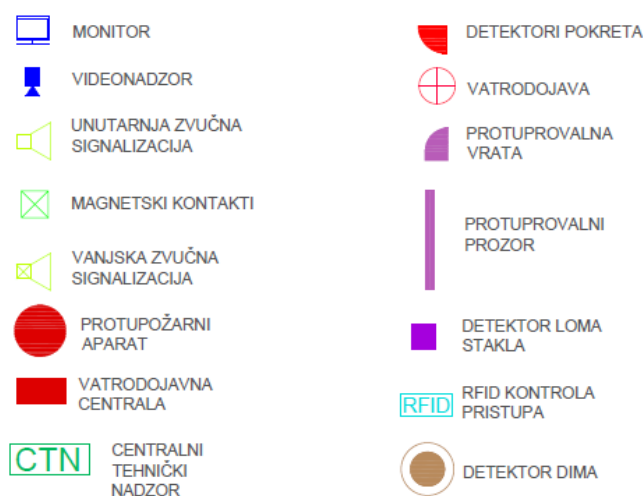 MONITOR
VIDEONADZOR
UNUTARNJA ZVUČNA
SIGNALIZACIJA
MAGNETSKI KONTAKTI
VANJSKA ZVUČNA
SIGNALIZACIJA
PROTUPOŽARNI
APARAT
VATRODOJAVNA
CENTRALA
CTN
CENTRALNI
TEHNIČKI
NADZOR
DETEKTORI POKRETA
VATRODOJAVA
PROTUPROVALNA
VRATA
PROTUPROVALNI
PROZOR
DETEKTOR LOMA
STAKLA
RFID
RFID KONTROLA
PRISTUPA
DETEKTOR DIMA